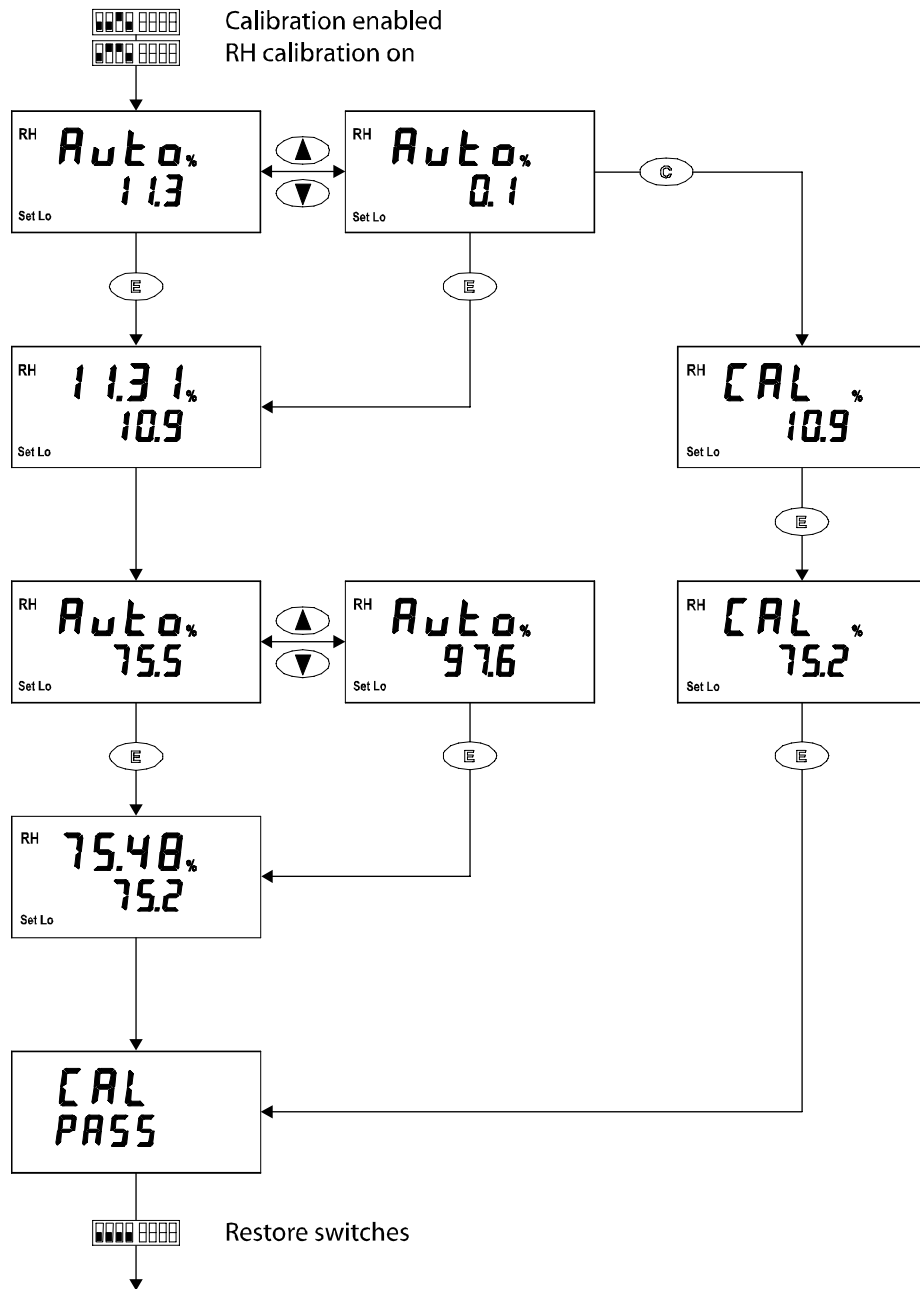 Calibration enabled
RH calibration on
RH
Auto%
11.3
Set Lo
RH
Auto%
0.1
Set Lo
C
E
E
RH
11.31%
10.9
Set Lo
RH
CAL %
10.9
Set Lo
E
RH
Auto%
75.5
Set Lo
RH
Auto%
97.6
Set Lo
RH
CAL %
75.2
Set Lo
E
E
E
RH
75.48%
75.2
Set Lo
CAL
PASS
Restore switches